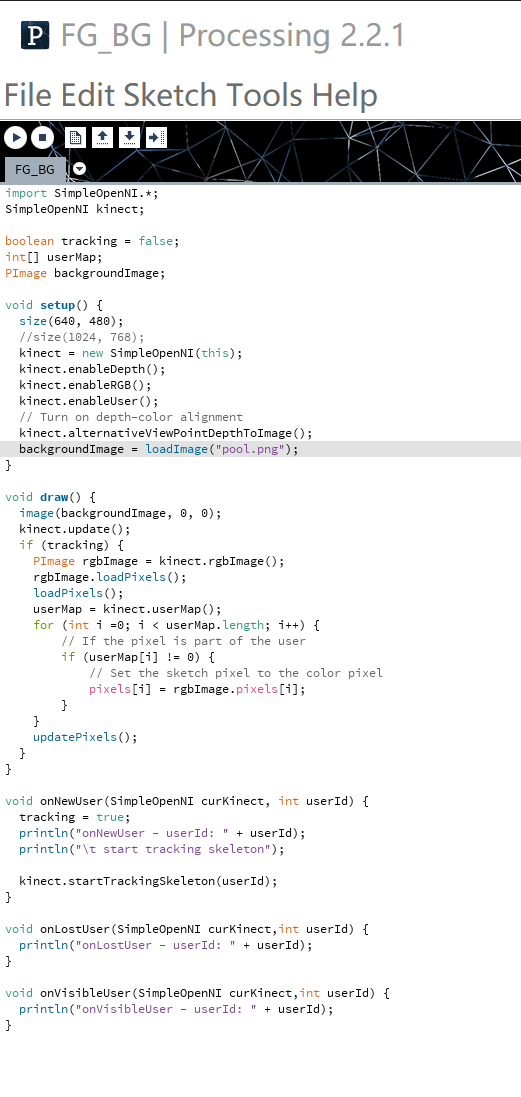 P FG_BG | Processing 2.2.1
File Edit Sketch Tools Help
FG_BG
import SimpleOpenNI.*;
SimpleOpenNI kinect;

boolean tracking = false;
int[] userMap;
PImage backgroundImage;

void setup() {
  size(640, 480);
  //size(1024, 768);
  kinect = new SimpleOpenNI(this);
  kinect.enableDepth();
  kinect.enableRGB();
  kinect.enableUser();
  // Turn on depth-color alignment
  kinect.alternativeViewPointDepthToImage();
  backgroundImage = loadImage("pool.png");
}

void draw() {
  image(backgroundImage, 0, 0);
  kinect.update();
  if (tracking) {
    PImage rgbImage = kinect.rgbImage();
    rgbImage.loadPixels();
    loadPixels();
    userMap = kinect.userMap();
    for (int i =0; i < userMap.length; i++) {
        // If the pixel is part of the user
        if (userMap[i] != 0) {
            // Set the sketch pixel to the color pixel
            pixels[i] = rgbImage.pixels[i];
        }
    }
    updatePixels();
  }
}

void onNewUser(SimpleOpenNI curKinect, int userId) {
  tracking = true;
  println("onNewUser - userId: " + userId);
  println("\t start tracking skeleton");

  kinect.startTrackingSkeleton(userId);
}

void onLostUser(SimpleOpenNI curKinect,int userId) {
  println("onLostUser - userId: " + userId);
}

void onVisibleUser(SimpleOpenNI curKinect,int userId) {
  println("onVisibleUser - userId: " + userId);
}